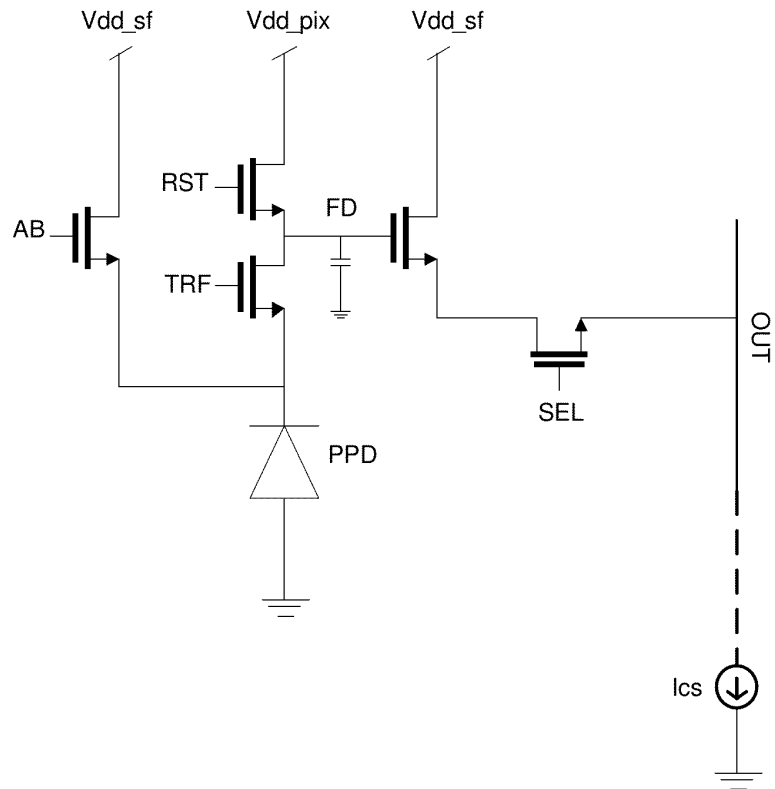 Vdd_sf
Vdd_pix
Vdd_sf
RST
FD
AB
TRF
OUT
SEL
PPD
Ics